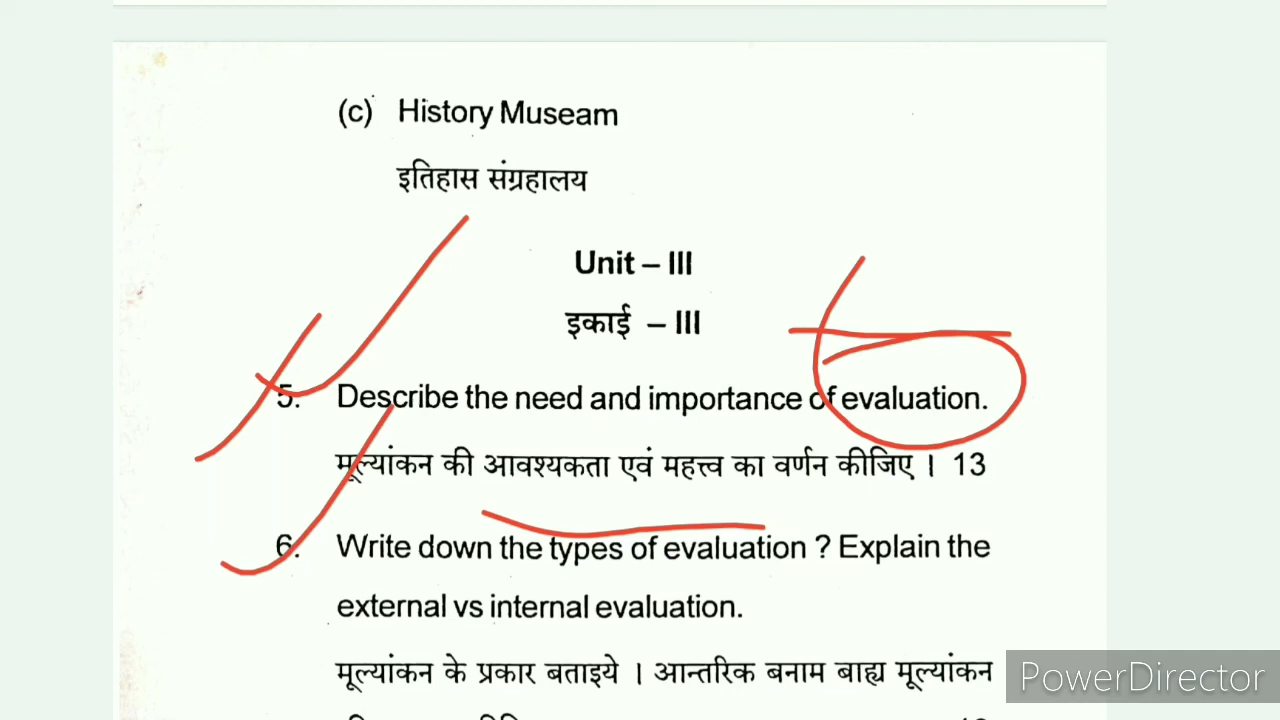 (c) History Museam
इतिहास संग्रहालय
Unit – III
इकाई – III
5. Describe the need and importance of evaluation.
मूल्यांकन की आवश्यकता एवं महत्त्व का वर्णन कीजिए । 13
6. Write down the types of evaluation ? Explain the
external vs internal evaluation.
मूल्यांकन के प्रकार बताइये । आन्तरिक बनाम बाह्य मूल्यांकन
PowerDirector